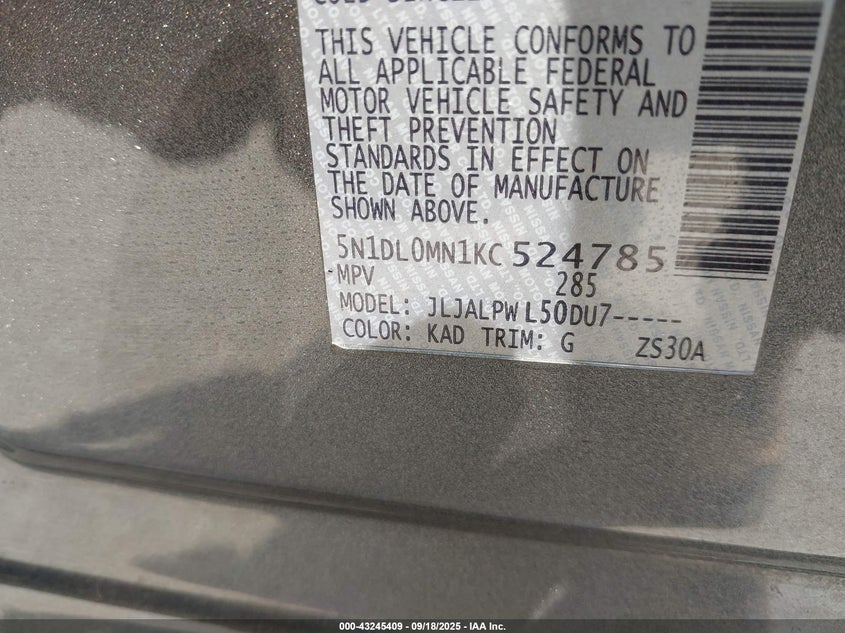 THIS VEHICLE CONFORMS TO
ALL APPLICABLE FEDERAL
MOTOR VEHICLE SAFETY AND
THEFT PREVENTION
STANDARDS IN EFFECT ON
THE DATE OF MANUFACTURE
SHOWN ABOVE.
5N1DL0MN1KC524785
-MPV 285
MODEL: JLJALPW L50DU7-----
COLOR: KAD TRIM: G ZS30A
000-43245409 - 09/18/2025 - IAA Inc.